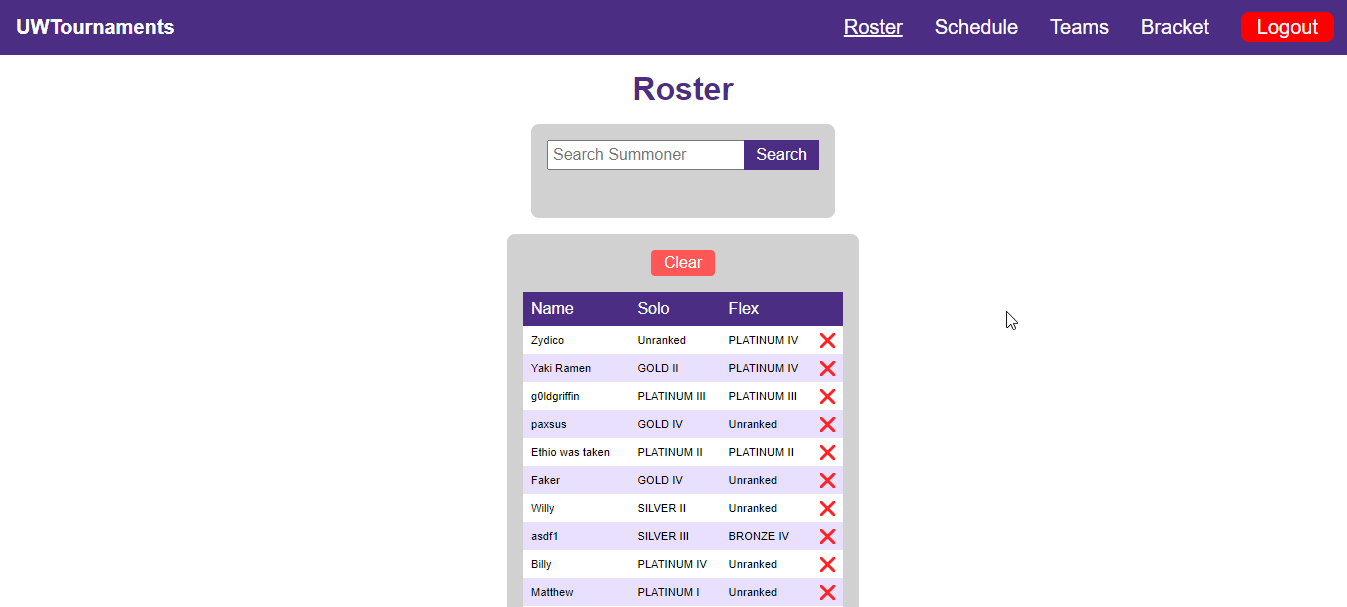 UWTournaments Roster Schedule Teams Bracket Logout
Roster
Search Summoner Search
Clear
Name Solo Flex
Zydico Unranked PLATINUM IV
Yaki Ramen GOLD II PLATINUM IV
g0ldgriffin PLATINUM III PLATINUM III
paxsus GOLD IV Unranked
Ethio was taken PLATINUM II PLATINUM II
Faker GOLD IV Unranked
Willy SILVER II Unranked
asdf1 SILVER III BRONZE IV
Billy PLATINUM IV Unranked
Matthew PLATINUM I Unranked